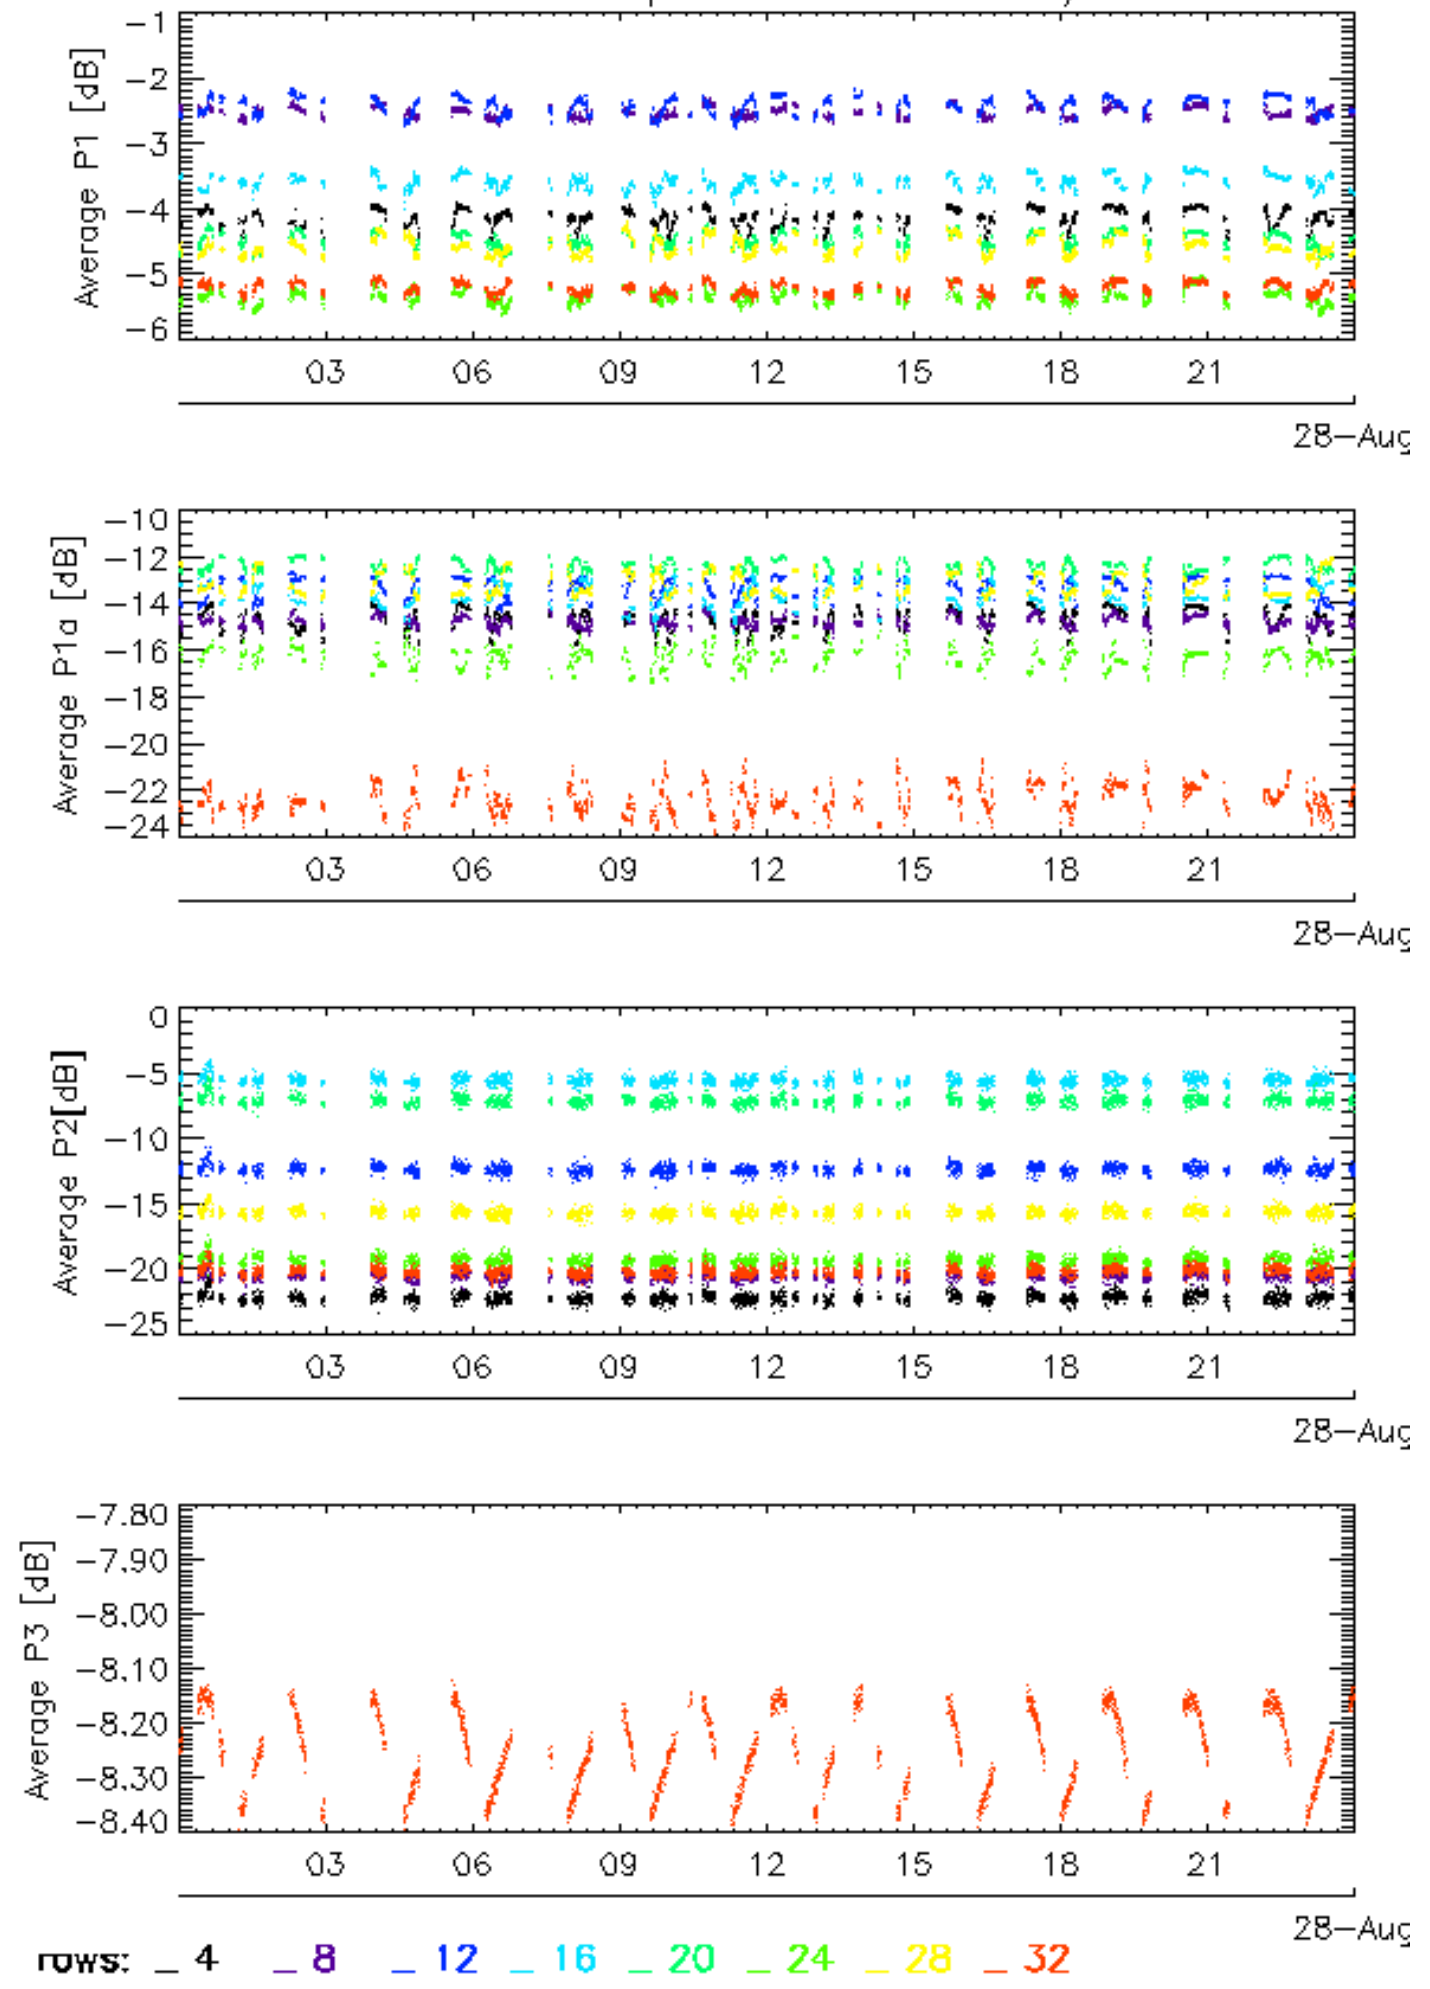 Average P1 [dB]
-1
-2
-3
-4
-5
-6
03 06 09 12 15 18 21
28-Aug
Average P1a [dB]
-10
-12
-14
-16
-18
-20
-22
-24
03 06 09 12 15 18 21
28-Aug
Average P2[dB]
0
-5
-10
-15
-20
-25
03 06 09 12 15 18 21
28-Aug
Average P3 [dB]
-7.80
-7.90
-8.00
-8.10
-8.20
-8.30
-8.40
03 06 09 12 15 18 21
28-Aug
rows: _ 4 _ 8 _ 12 _ 16 _ 20 _ 24 _ 28 _ 32